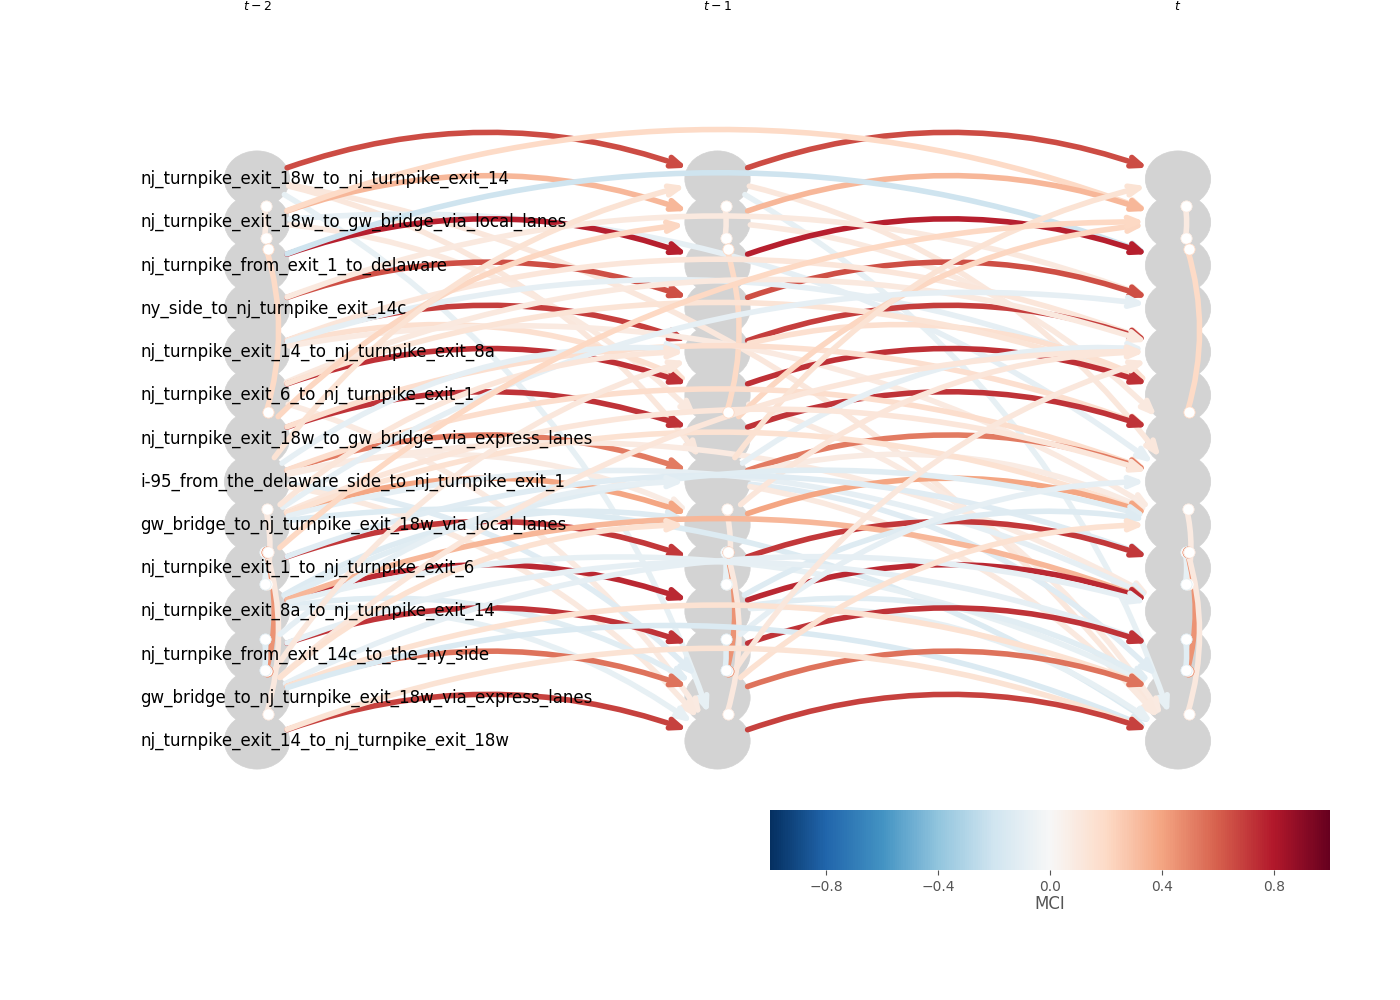 t − 2 t − 1 t
nj_turnpike_exit_18w_to_nj_turnpike_exit_14
nj_turnpike_exit_18w_to_gw_bridge_via_local_lanes
nj_turnpike_from_exit_1_to_delaware
ny_side_to_nj_turnpike_exit_14c
nj_turnpike_exit_14_to_nj_turnpike_exit_8a
nj_turnpike_exit_6_to_nj_turnpike_exit_1
nj_turnpike_exit_18w_to_gw_bridge_via_express_lanes
i-95_from_the_delaware_side_to_nj_turnpike_exit_1
gw_bridge_to_nj_turnpike_exit_18w_via_local_lanes
nj_turnpike_exit_1_to_nj_turnpike_exit_6
nj_turnpike_exit_8a_to_nj_turnpike_exit_14
nj_turnpike_from_exit_14c_to_the_ny_side
gw_bridge_to_nj_turnpike_exit_18w_via_express_lanes
nj_turnpike_exit_14_to_nj_turnpike_exit_18w
−0.8 −0.4 0.0 0.4 0.8
MCI